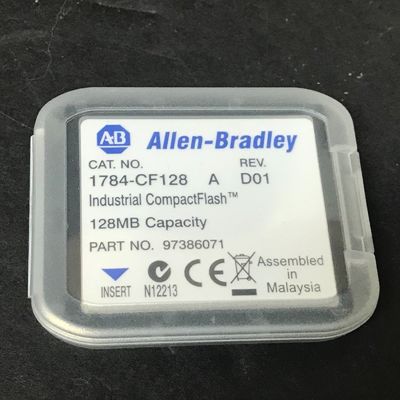 AB Allen-Bradley
CAT. NO. REV.
1784-CF128 A D01
Industrial CompactFlash™
128MB Capacity
PART NO. 97386071
INSERT N12213 CE Assembled in Malaysia